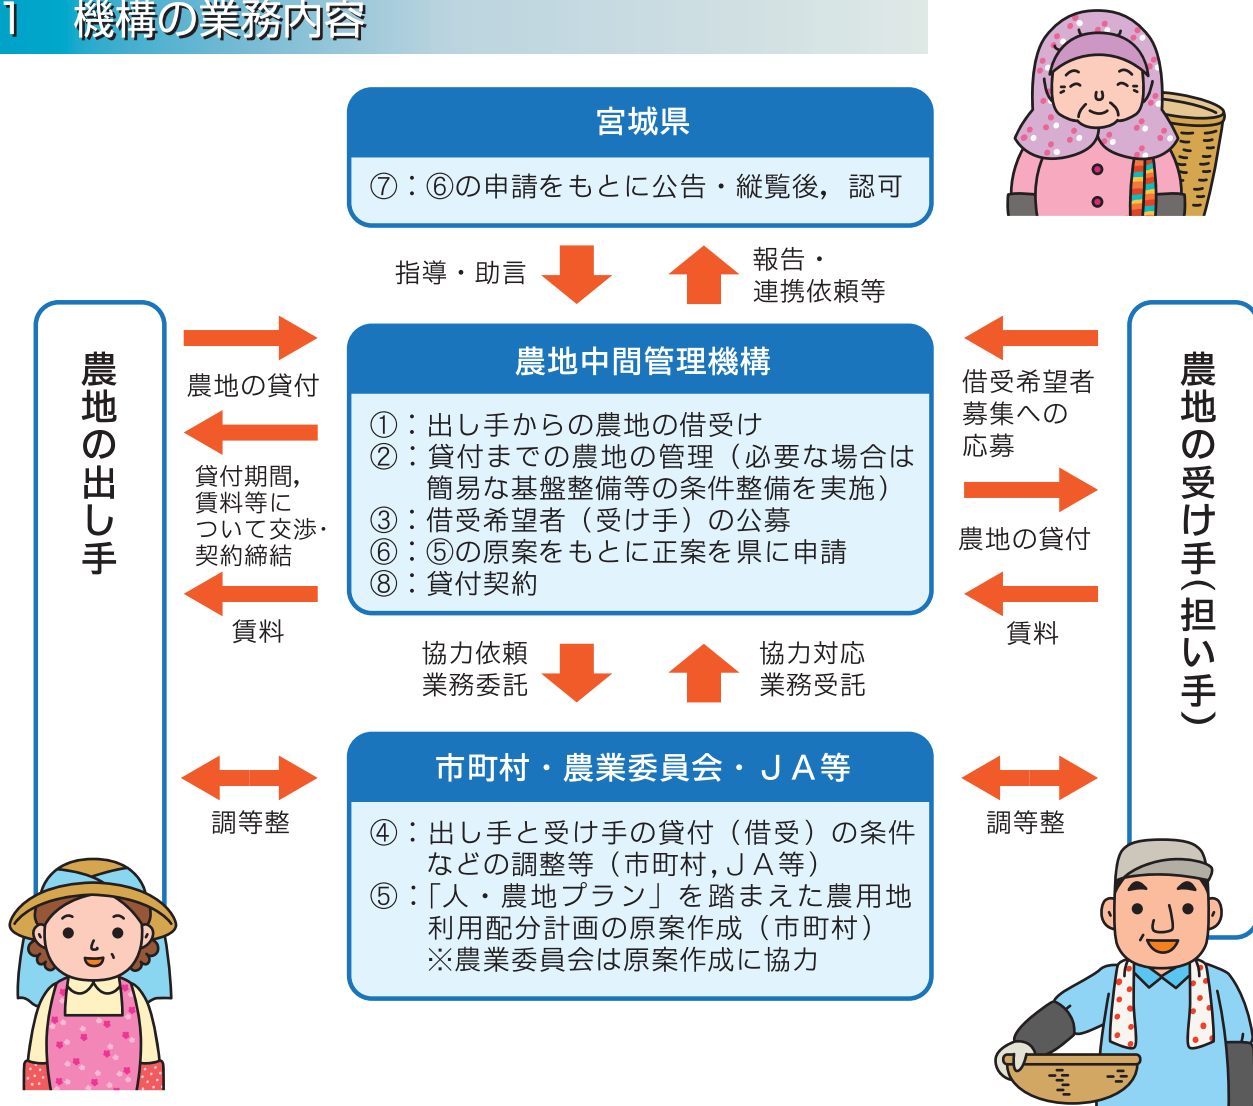 1 機構の業務内容
宮城県
⑦：⑥の申請をもとに公告・縦覧後，認可
指導・助言
報告・
連携依頼等
農地の出し手
農地の貸付
貸付期間，
賃料等に
ついて交渉・
契約締結
賃料
農地中間管理機構
①：出し手からの農地の借受け
②：貸付までの農地の管理（必要な場合は
簡易な基盤整備等の条件整備を実施）
③：借受希望者（受け手）の公募
⑥：⑤の原案をもとに正案を県に申請
⑧：貸付契約
借受希望者
募集への
応募
農地の貸付
賃料
農地の受け手（担い手）
協力依頼
業務委託
協力対応
業務受託
調等整
市町村・農業委員会・ＪＡ等
④：出し手と受け手の貸付（借受）の条件
などの調整等（市町村，ＪＡ等）
⑤：「人・農地プラン」を踏まえた農用地
利用配分計画の原案作成（市町村）
※農業委員会は原案作成に協力
調等整